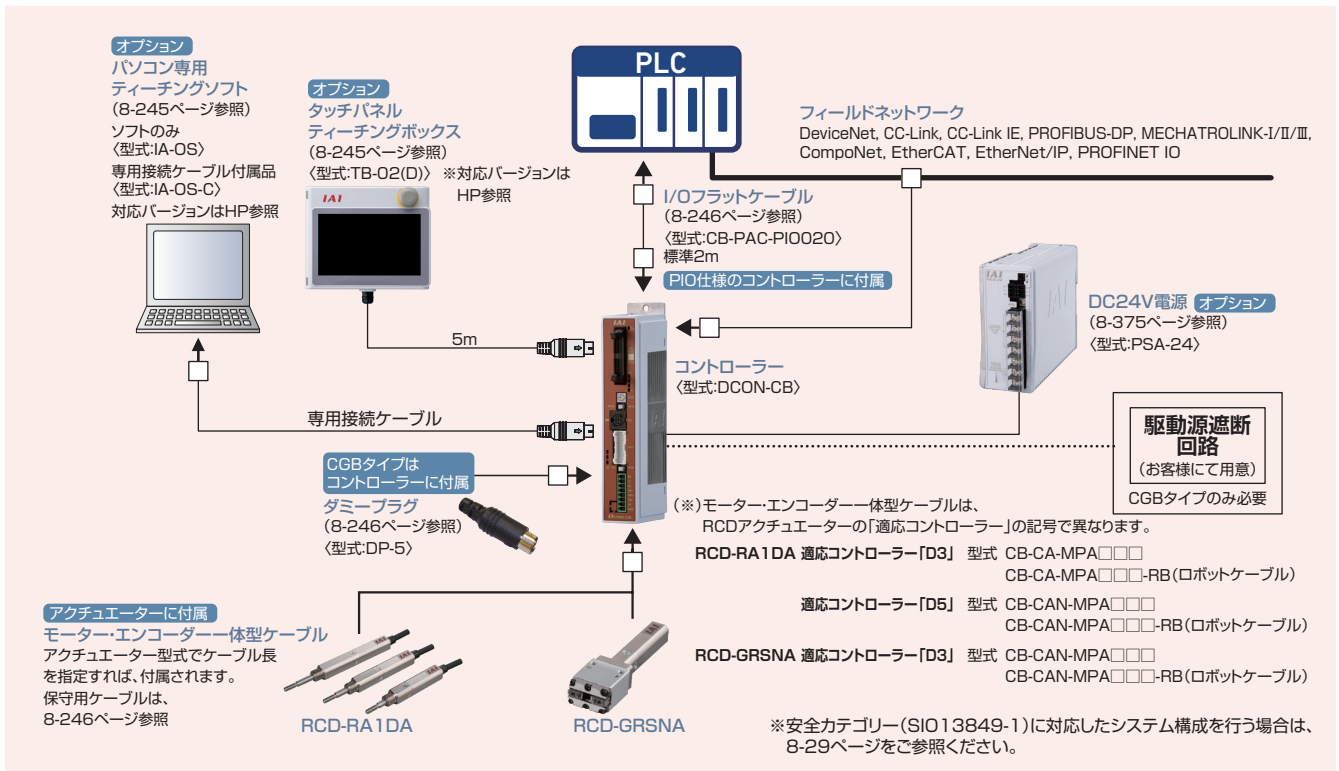 オプション
パソコン専用
ティーチングソフト
(8-245ページ参照)
ソフトのみ
〈型式:IA-OS〉
専用接続ケーブル付属品
〈型式:IA-OS-C〉
対応バージョンはHP参照
オプション
タッチパネル
ティーチングボックス
(8-245ページ参照)
〈型式:TB-02(D)〉 ※対応バージョンは
HP参照
IAI
PLC
フィールドネットワーク
DeviceNet, CC-Link, CC-Link IE, PROFIBUS-DP, MECHATROLINK-I/Ⅱ/Ⅲ,
CompoNet, EtherCAT, EtherNet/IP, PROFINET IO
I/Oフラットケーブル
(8-246ページ参照)
〈型式:CB-PAC-PIO020〉
標準2m
PIO仕様のコントローラーに付属
IAI
DC24V電源 オプション
(8-375ページ参照)
〈型式:PSA-24〉
5m
IAI
コントローラー
〈型式:DCON-CB〉
専用接続ケーブル
駆動源遮断
回路
(お客様にて用意)
CGBタイプのみ必要
CGBタイプは
コントローラーに付属
ダミープラグ
(8-246ページ参照)
〈型式:DP-5〉
(※)モーター・エンコーダー一体型ケーブルは、
RCDアクチュエーターの「適応コントローラー」の記号で異なります。
RCD-RA1DA 適応コントローラー「D3」 型式 CB-CA-MPA□□□
CB-CA-MPA□□□-RB(ロボットケーブル)
適応コントローラー「D5」 型式 CB-CAN-MPA□□□
CB-CAN-MPA□□□-RB(ロボットケーブル)
RCD-GRSNA 適応コントローラー「D3」 型式 CB-CAN-MPA□□□
CB-CAN-MPA□□□-RB(ロボットケーブル)
アクチュエーターに付属
モーター・エンコーダー一体型ケーブル
アクチュエーター型式でケーブル長
を指定すれば、付属されます。
保守用ケーブルは、
8-246ページ参照
RCD-RA1DA
IAI
RCD-GRSNA
※安全カテゴリー(SIO13849-1)に対応したシステム構成を行う場合は、
8-29ページをご参照ください。